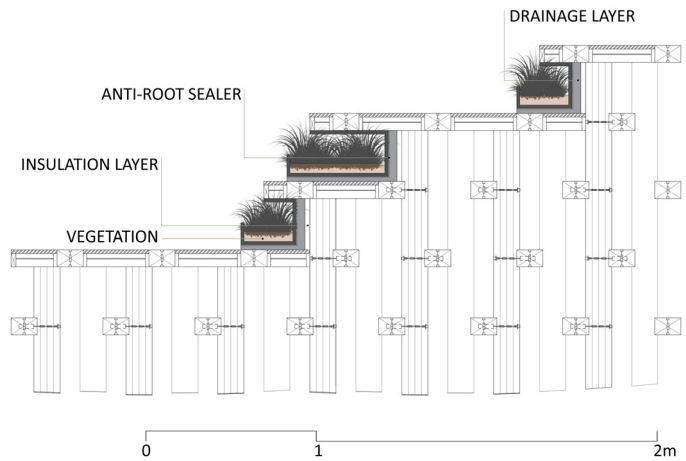 DRAINAGE LAYER
ANTI-ROOT SEALER
INSULATION LAYER
VEGETATION
0 1 2m